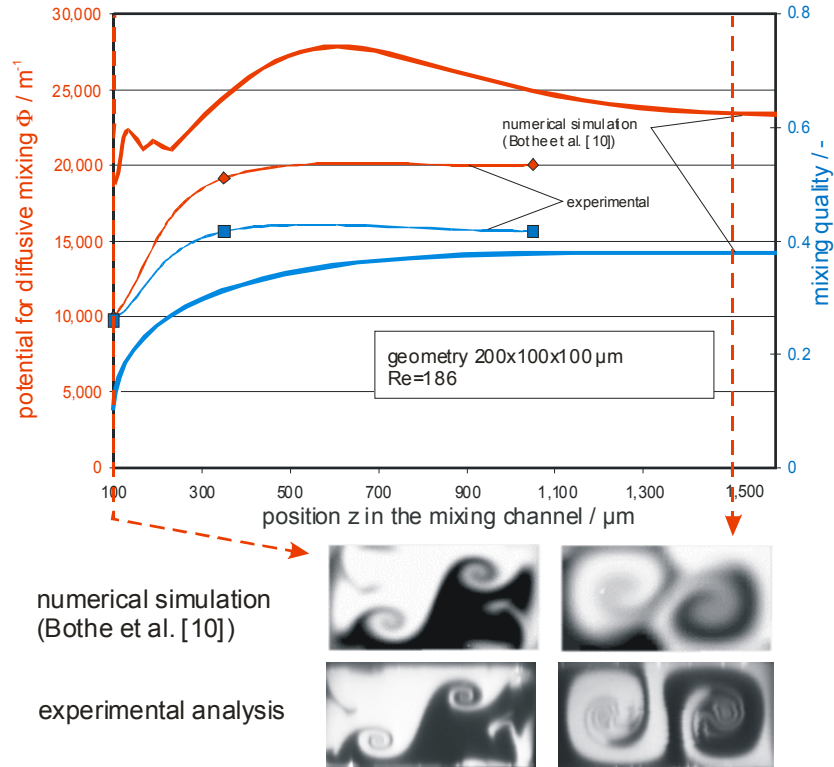 30,000
25,000
20,000
15,000
10,000
5,000
0
potential for diffusive mixing Φ / m⁻¹
0.8
0.6
0.4
0.2
0
mixing quality / -
numerical simulation
(Bothe et al. [10])
experimental
geometry 200x100x100 µm
Re=186
100
300
500
700
900
1,100
1,300
1,500
position z in the mixing channel / µm
numerical simulation
(Bothe et al. [10])
experimental analysis